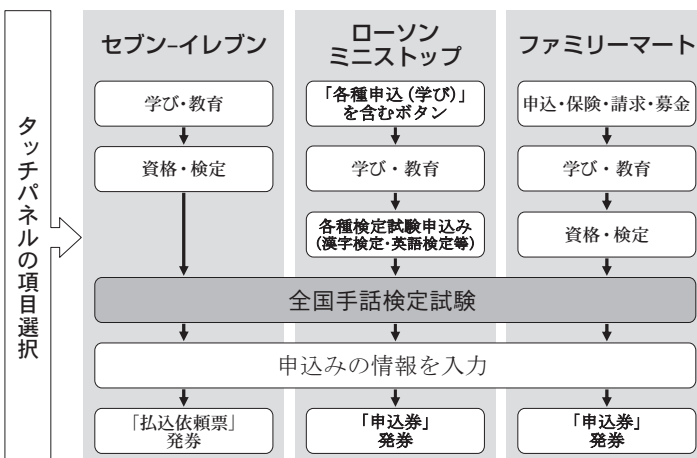 タッチパネルの項目選択
セブン-イレブン
学び・教育
資格・検定
ローソン
ミニストップ
「各種申込(学び)」
を含むボタン
学び・教育
各種検定試験申込み
(漢字検定・英語検定等)
ファミリーマート
申込・保険・請求・募金
学び・教育
資格・検定
全国手話検定試験
申込みの情報を入力
「払込依頼票」
発券
「申込券」
発券
「申込券」
発券